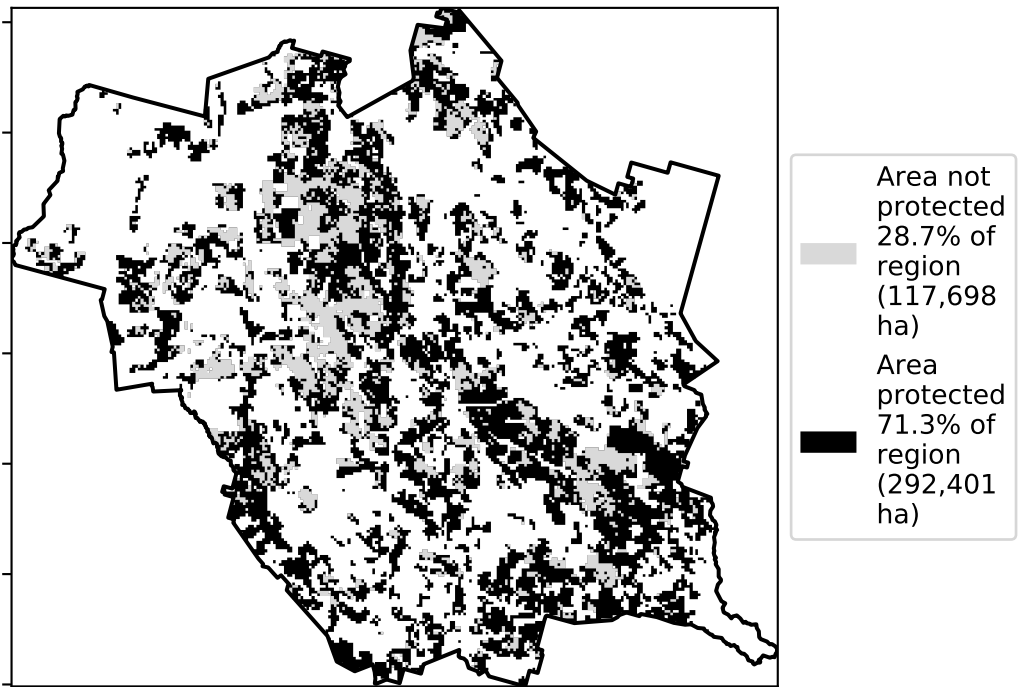 Area not
protected
28.7% of
region
(117,698
ha)
Area
protected
71.3% of
region
(292,401
ha)